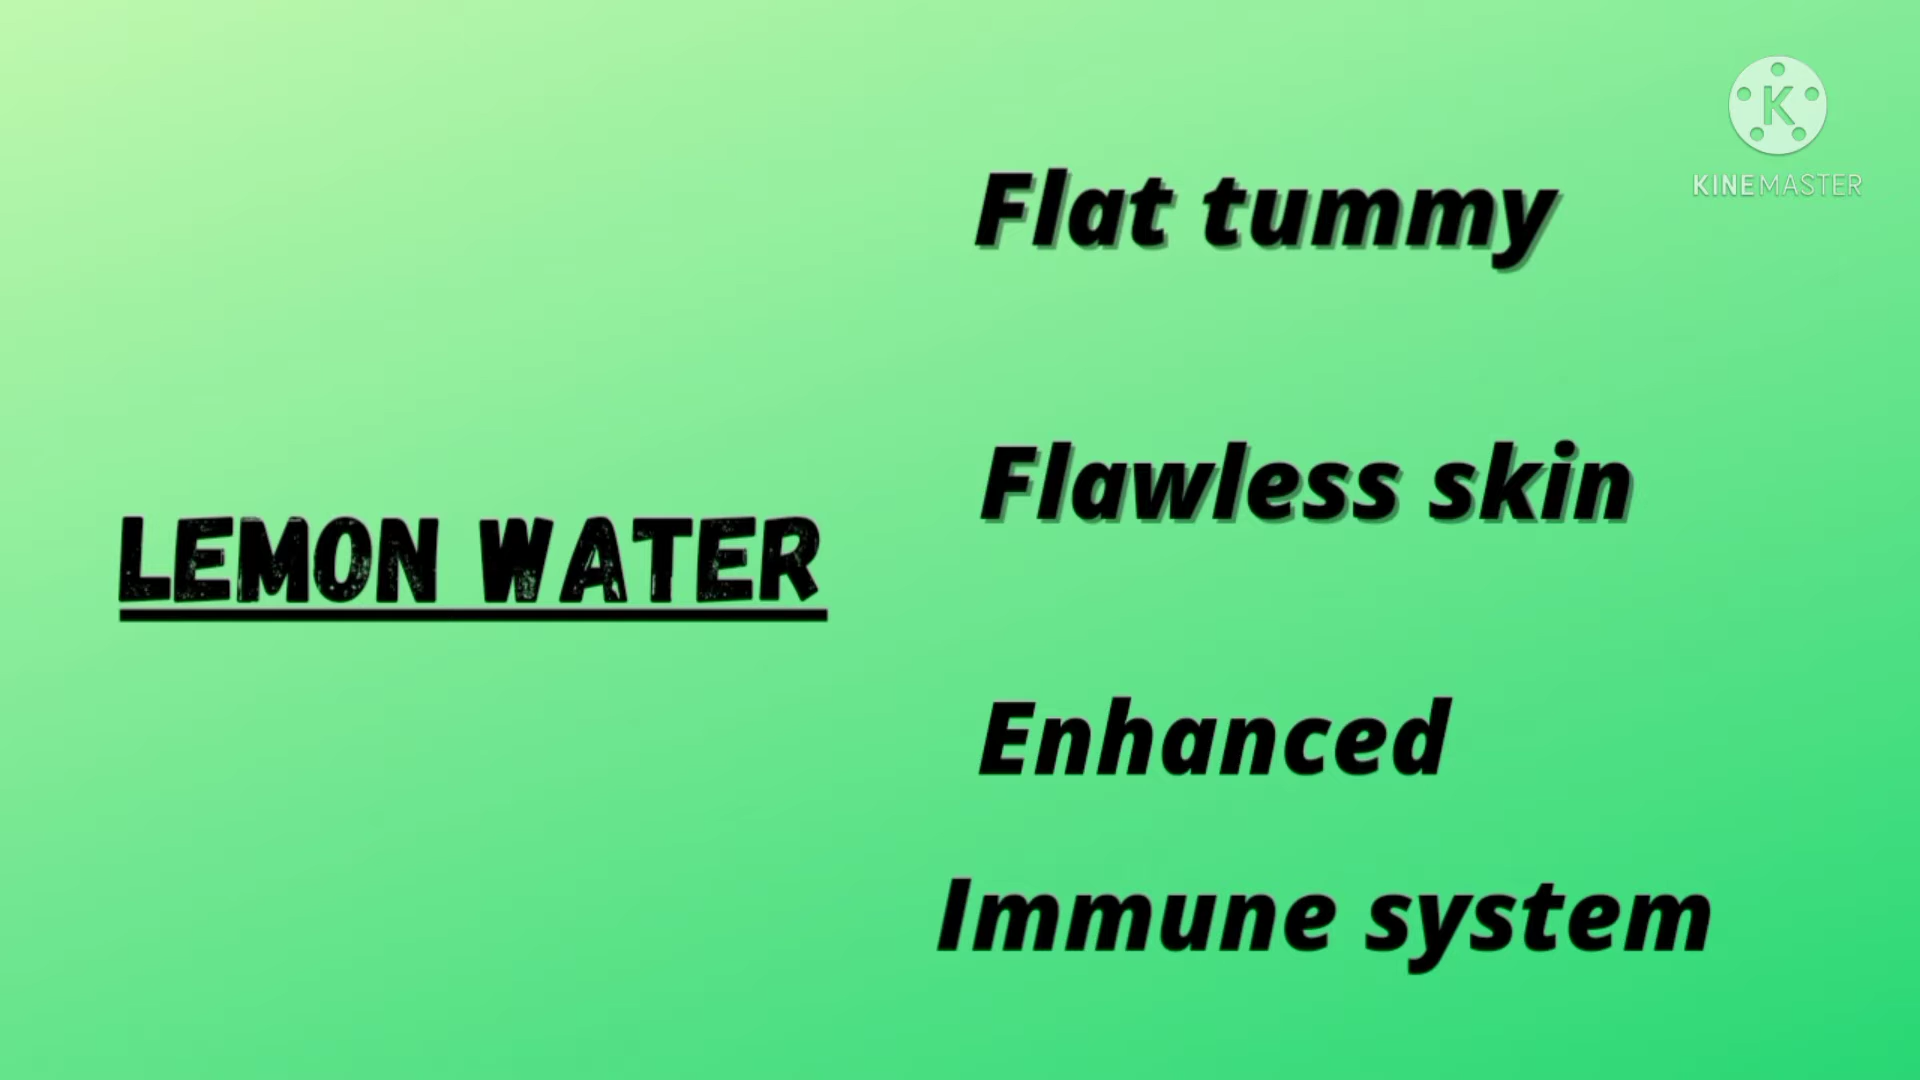 KINEMASTER
Flat tummy
Flawless skin
LEMON WATER
Enhanced
Immune system